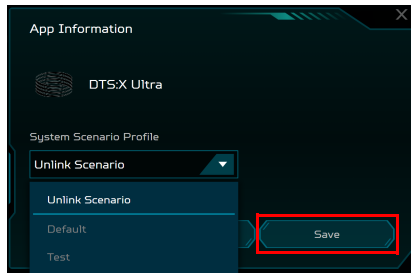 App Information
DTS:X Ultra
System Scenario Profile
Unlink Scenario
Unlink Scenario
Default
Test
Save